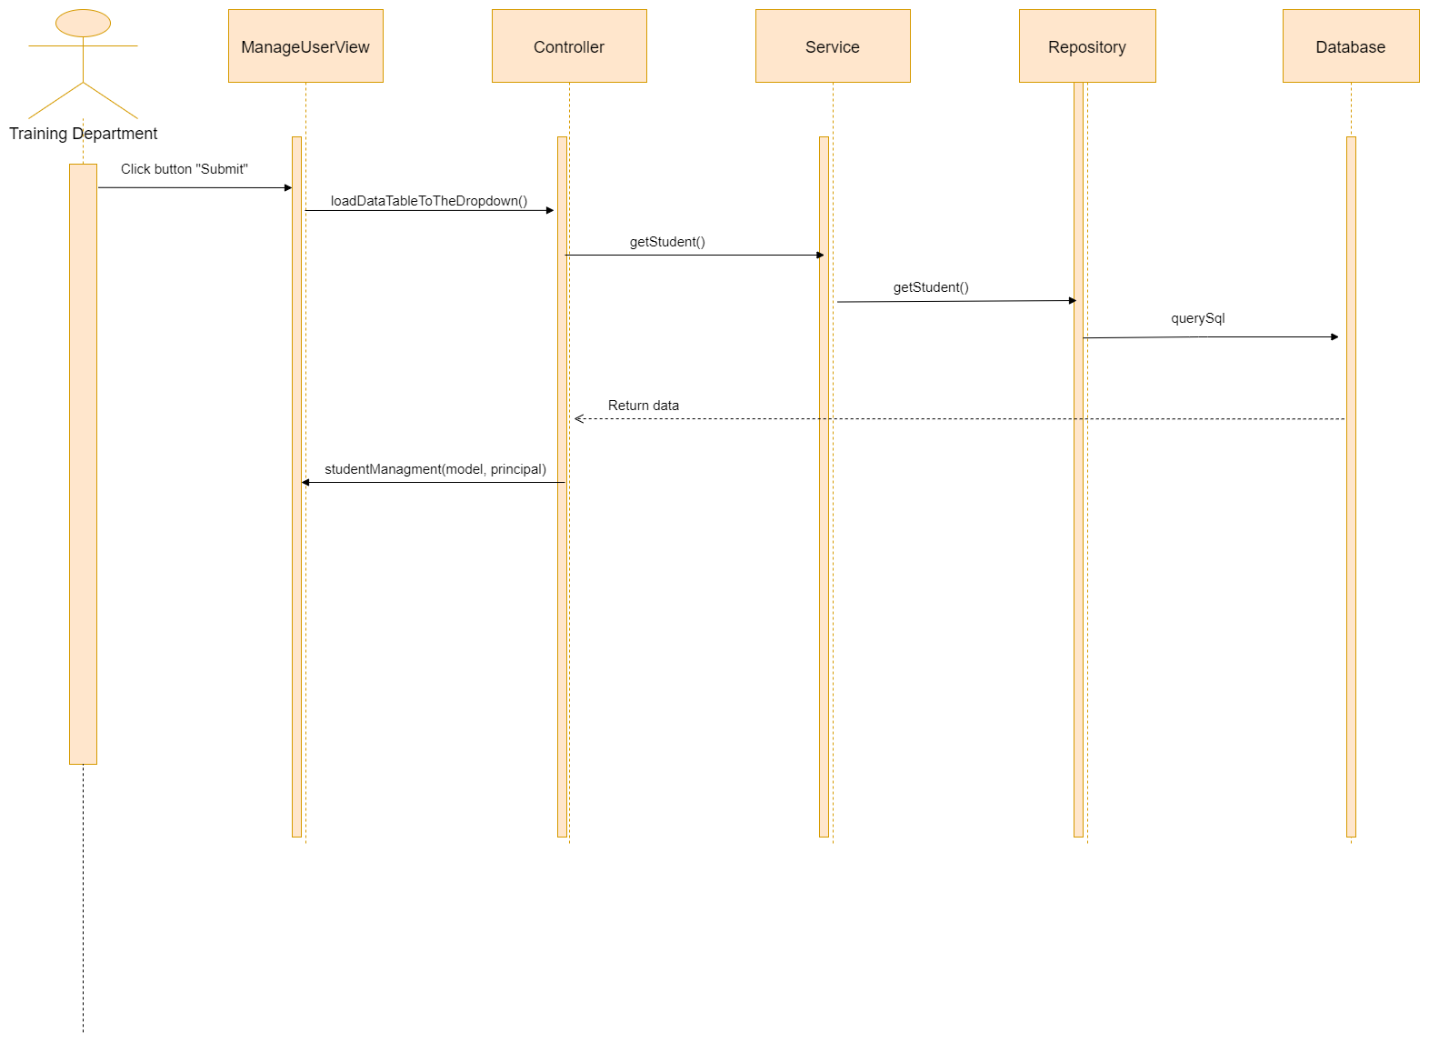 ManageUserView
Controller
Service
Repository
Database
Training Department
Click button "Submit"
loadDataTableToTheDropdown()
getStudent()
getStudent()
querySql
Return data
studentManagment(model, principal)